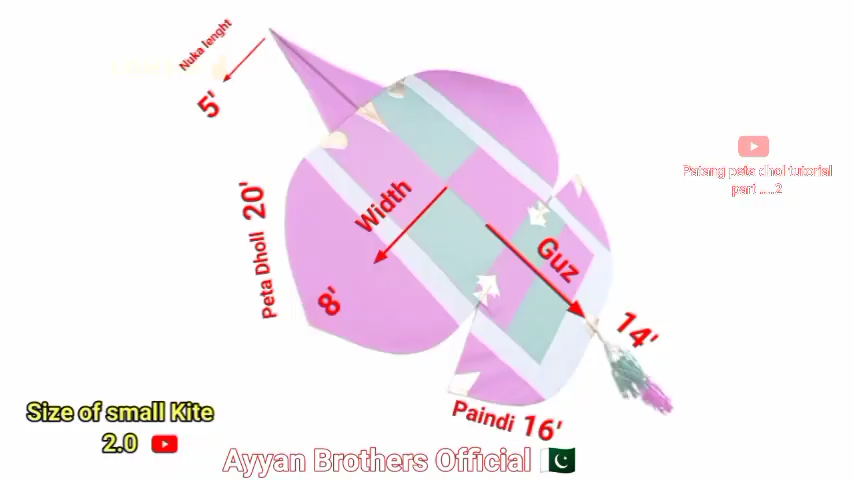 Nuka lenght
5'
Patang peta dhol tutorial
part ....2
Width
Peta Dholl 20'
Guz
8'
14'
Paindi 16'
Size of small Kite
2.0
Ayyan Brothers Official